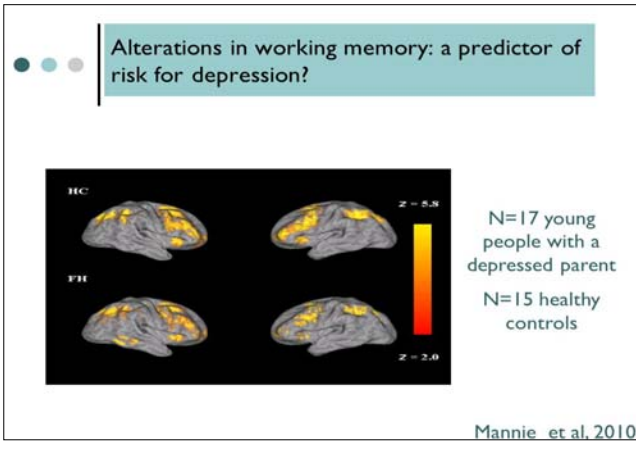 Alterations in working memory: a predictor of
risk for depression?
HC
Z = 5.8
FH
Z = 2.0
N=17 young
people with a
depressed parent
N=15 healthy
controls
Mannie et al, 2010